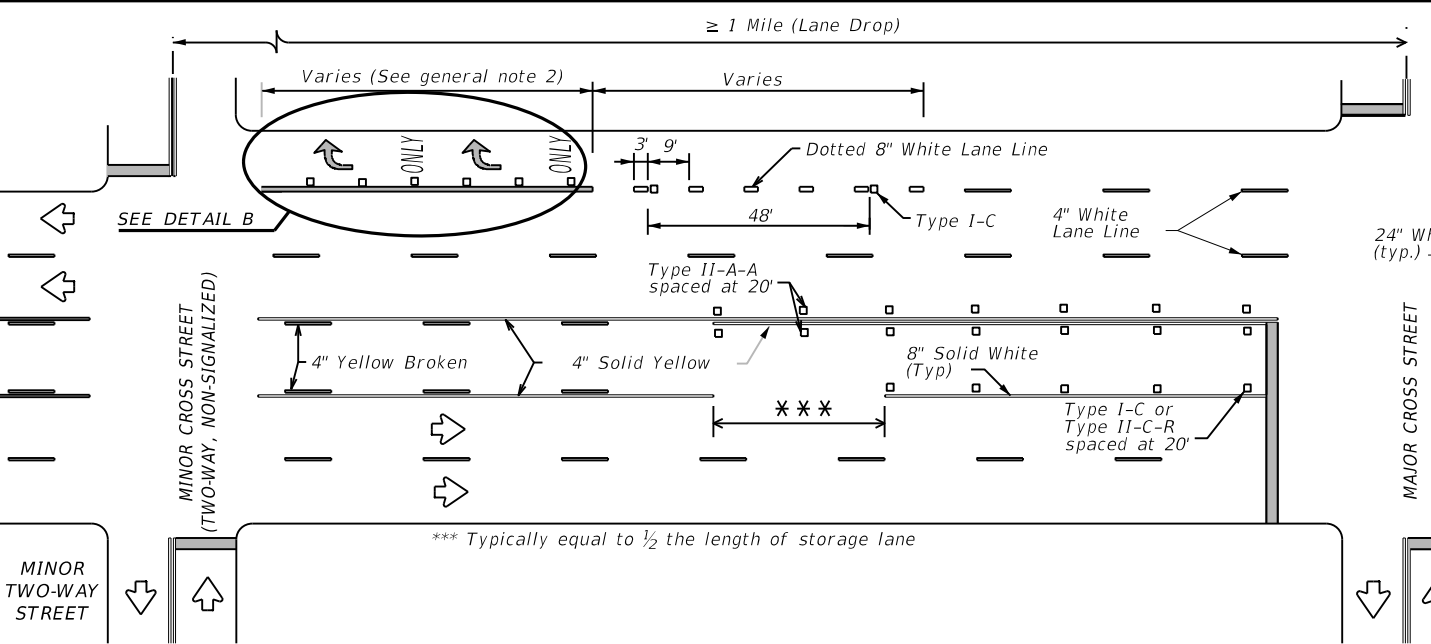 ≥ 1 Mile (Lane Drop)
Varies (See general note 2)
Varies
ONLY
ONLY
3'
9'
Dotted 8" White Lane Line
SEE DETAIL B
48'
Type I-C
4" White
Lane Line
24" Wh
(typ.)
Type II-A-A
spaced at 20'
MINOR CROSS STREET
(TWO-WAY, NON-SIGNALIZED)
4" Yellow Broken
4" Solid Yellow
8" Solid White
(Typ)
MAJOR CROSS STREET
***
Type I-C or
Type II-C-R
spaced at 20'
*** Typically equal to ½ the length of storage lane
MINOR
TWO-WAY
STREET